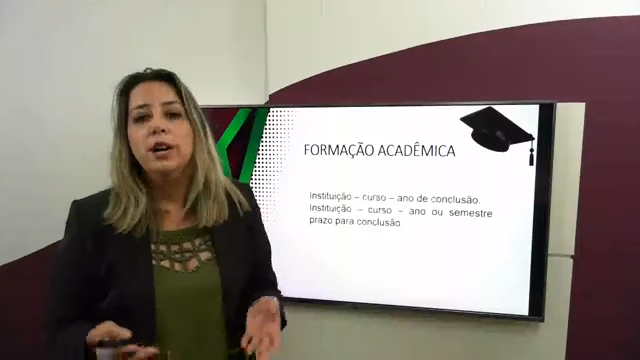 FORMAÇÃO ACADÊMICA
Instituição – curso – ano de conclusão.
Instituição – curso – ano ou semestre
prazo para conclusão